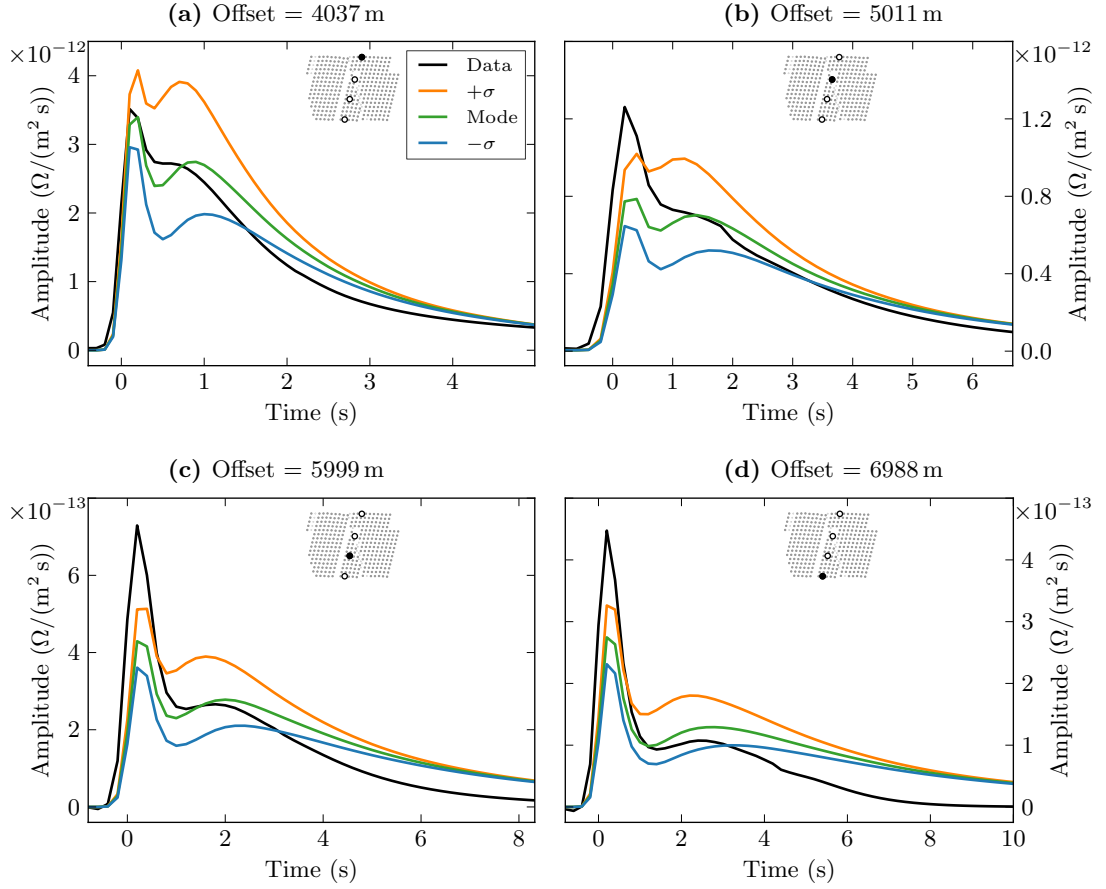 (a) Offset = 4037 m
(b) Offset = 5011 m
×10⁻¹²
×10⁻¹²
Data
+σ
Mode
−σ
Amplitude (Ω/(m² s))
4
3
2
1
0
0 1 2 3 4
Time (s)
1.2
0.8
0.4
0.0
Amplitude (Ω/(m² s))
0 1 2 3 4 5 6
Time (s)
(c) Offset = 5999 m
(d) Offset = 6988 m
×10⁻¹³
×10⁻¹³
Amplitude (Ω/(m² s))
6
4
2
0
0 2 4 6 8
Time (s)
4
3
2
1
0
Amplitude (Ω/(m² s))
0 2 4 6 8 10
Time (s)